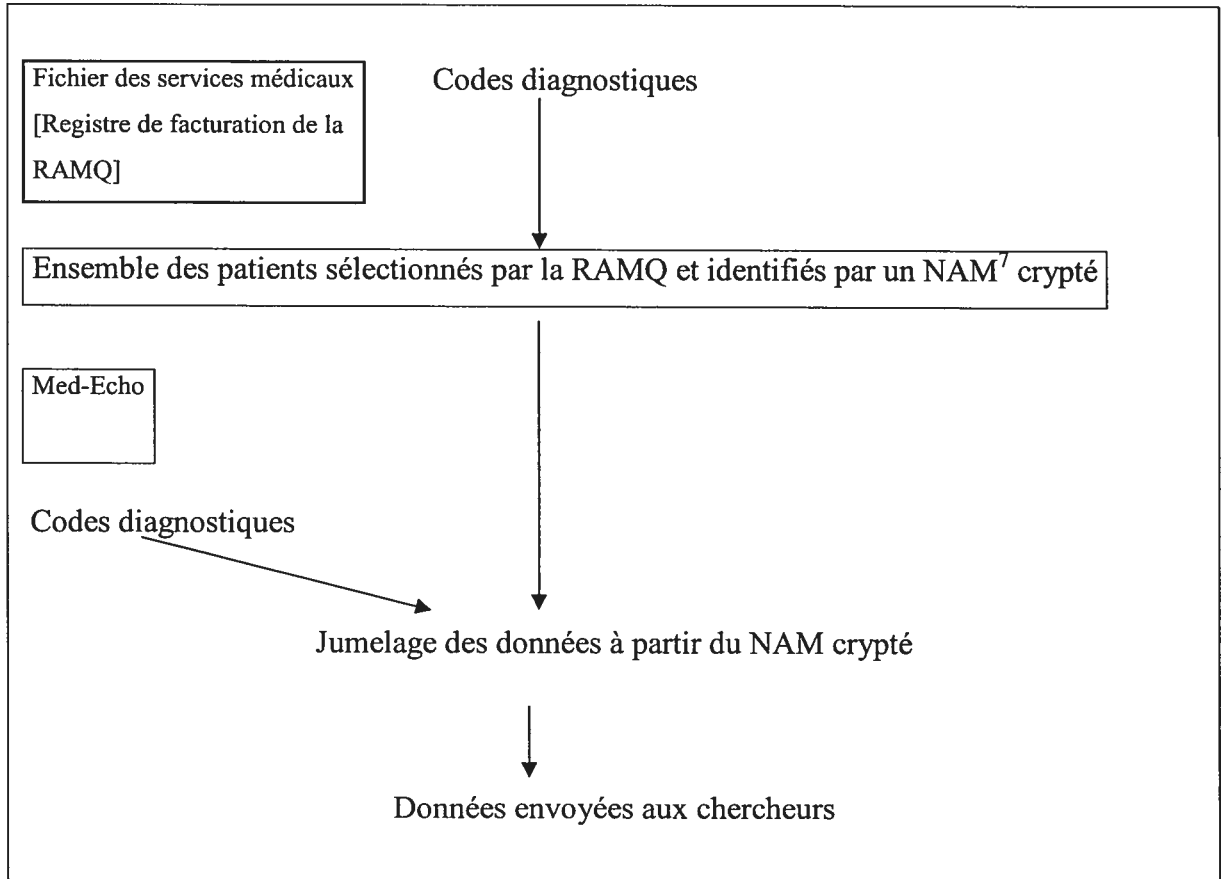 Fichier des services médicaux
[Registre de facturation de la
RAMQ]
Codes diagnostiques
Ensemble des patients sélectionnés par la RAMQ et identifiés par un NAM⁷ crypté
Med-Echo
Codes diagnostiques
Jumelage des données à partir du NAM crypté
Données envoyées aux chercheurs